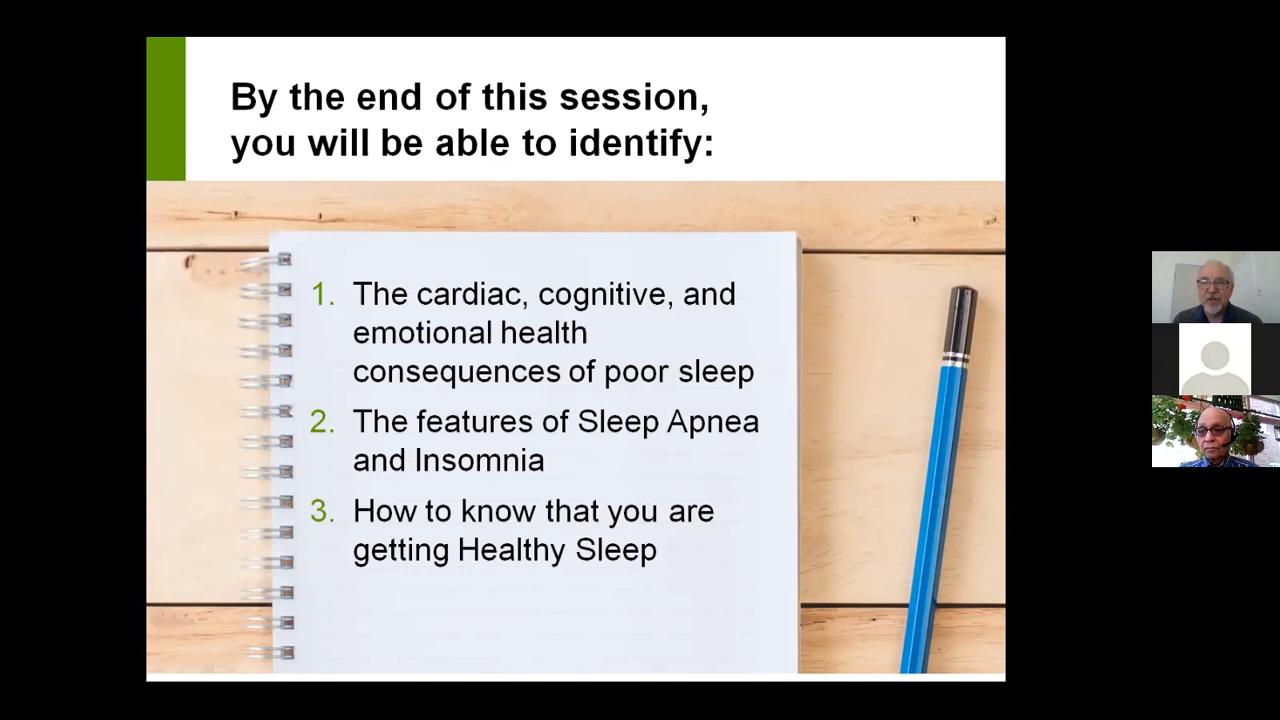 By the end of this session,
you will be able to identify:
1. The cardiac, cognitive, and
emotional health
consequences of poor sleep
2. The features of Sleep Apnea
and Insomnia
3. How to know that you are
getting Healthy Sleep